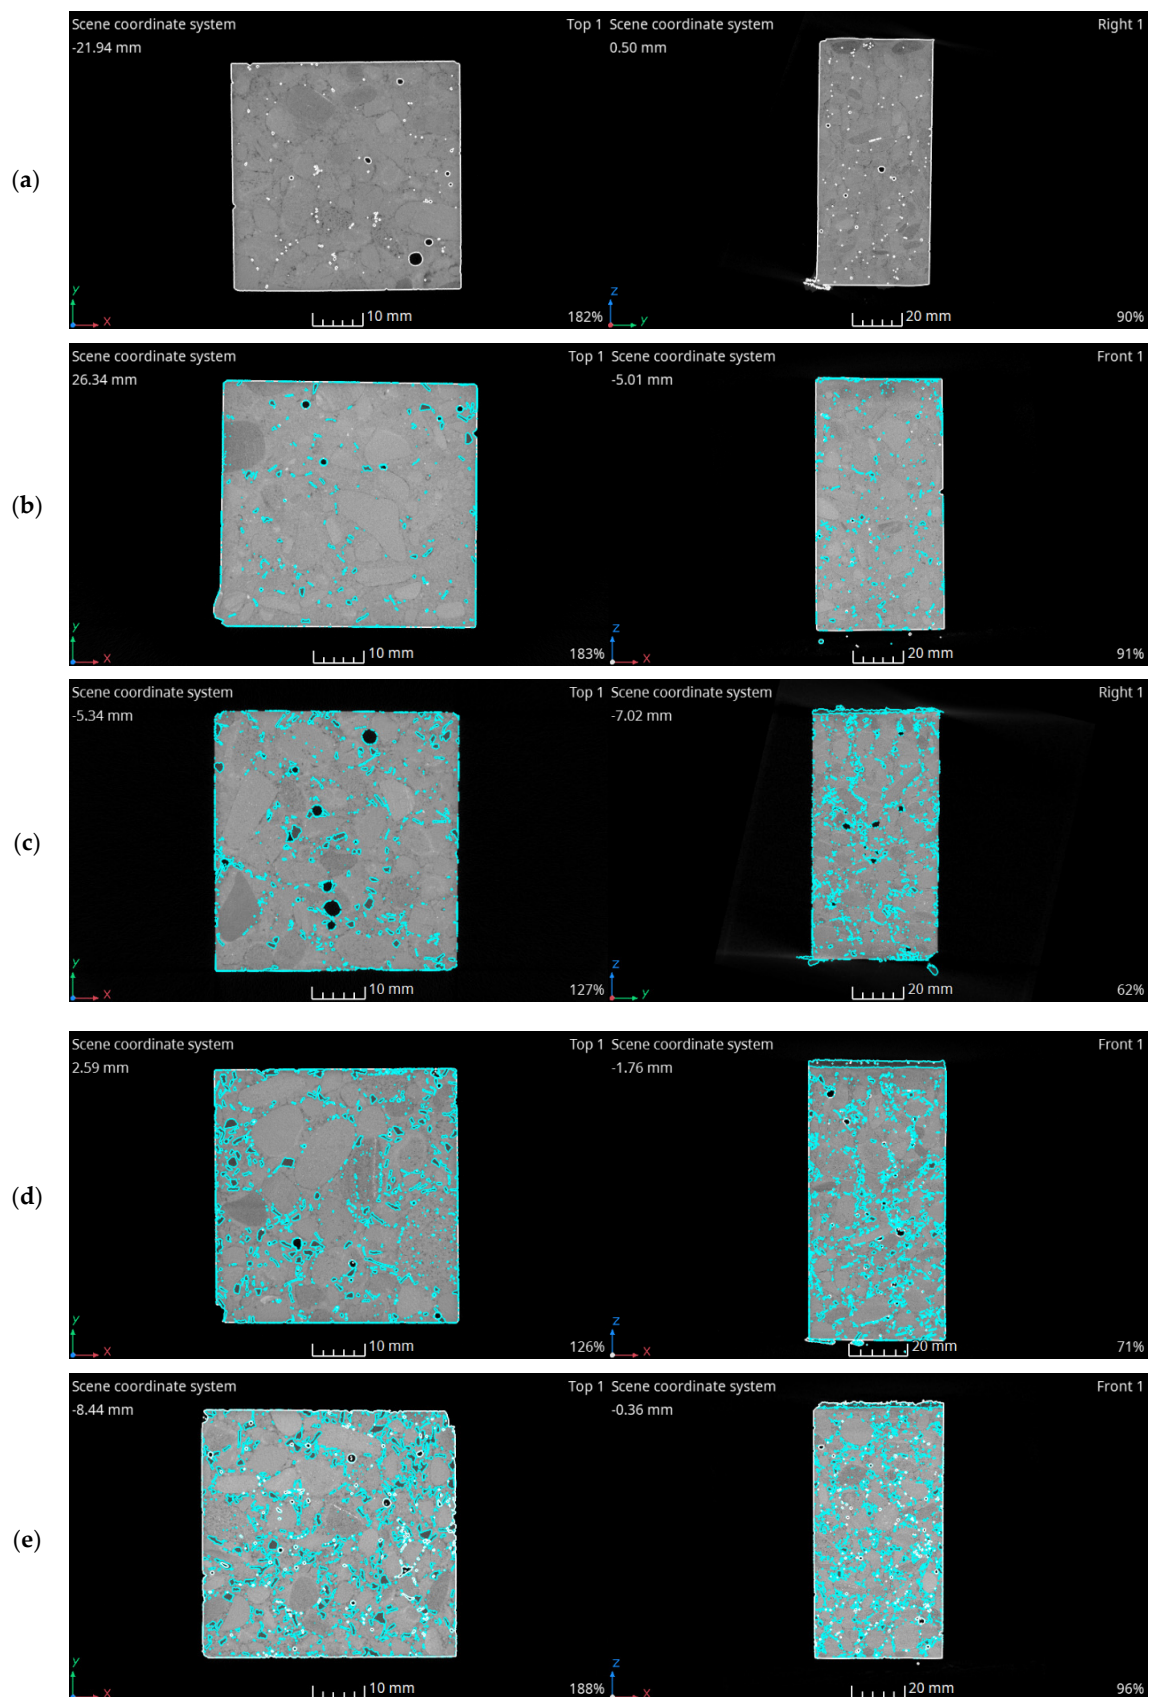 Scene coordinate system Top 1 Scene coordinate system Right 1
-21.94 mm 0.50 mm
(a)
y x 10 mm 182% z y 20 mm 90%
Scene coordinate system Top 1 Scene coordinate system Front 1
26.34 mm -5.01 mm
(b)
y x 10 mm 183% z x 20 mm 91%
Scene coordinate system Top 1 Scene coordinate system Right 1
-5.34 mm -7.02 mm
(c)
y x 10 mm 127% z y 20 mm 62%
Scene coordinate system Top 1 Scene coordinate system Front 1
2.59 mm -1.76 mm
(d)
y x 10 mm 126% z x 20 mm 71%
Scene coordinate system Top 1 Scene coordinate system Front 1
-8.44 mm -0.36 mm
(e)
y x 10 mm 188% z x 20 mm 96%